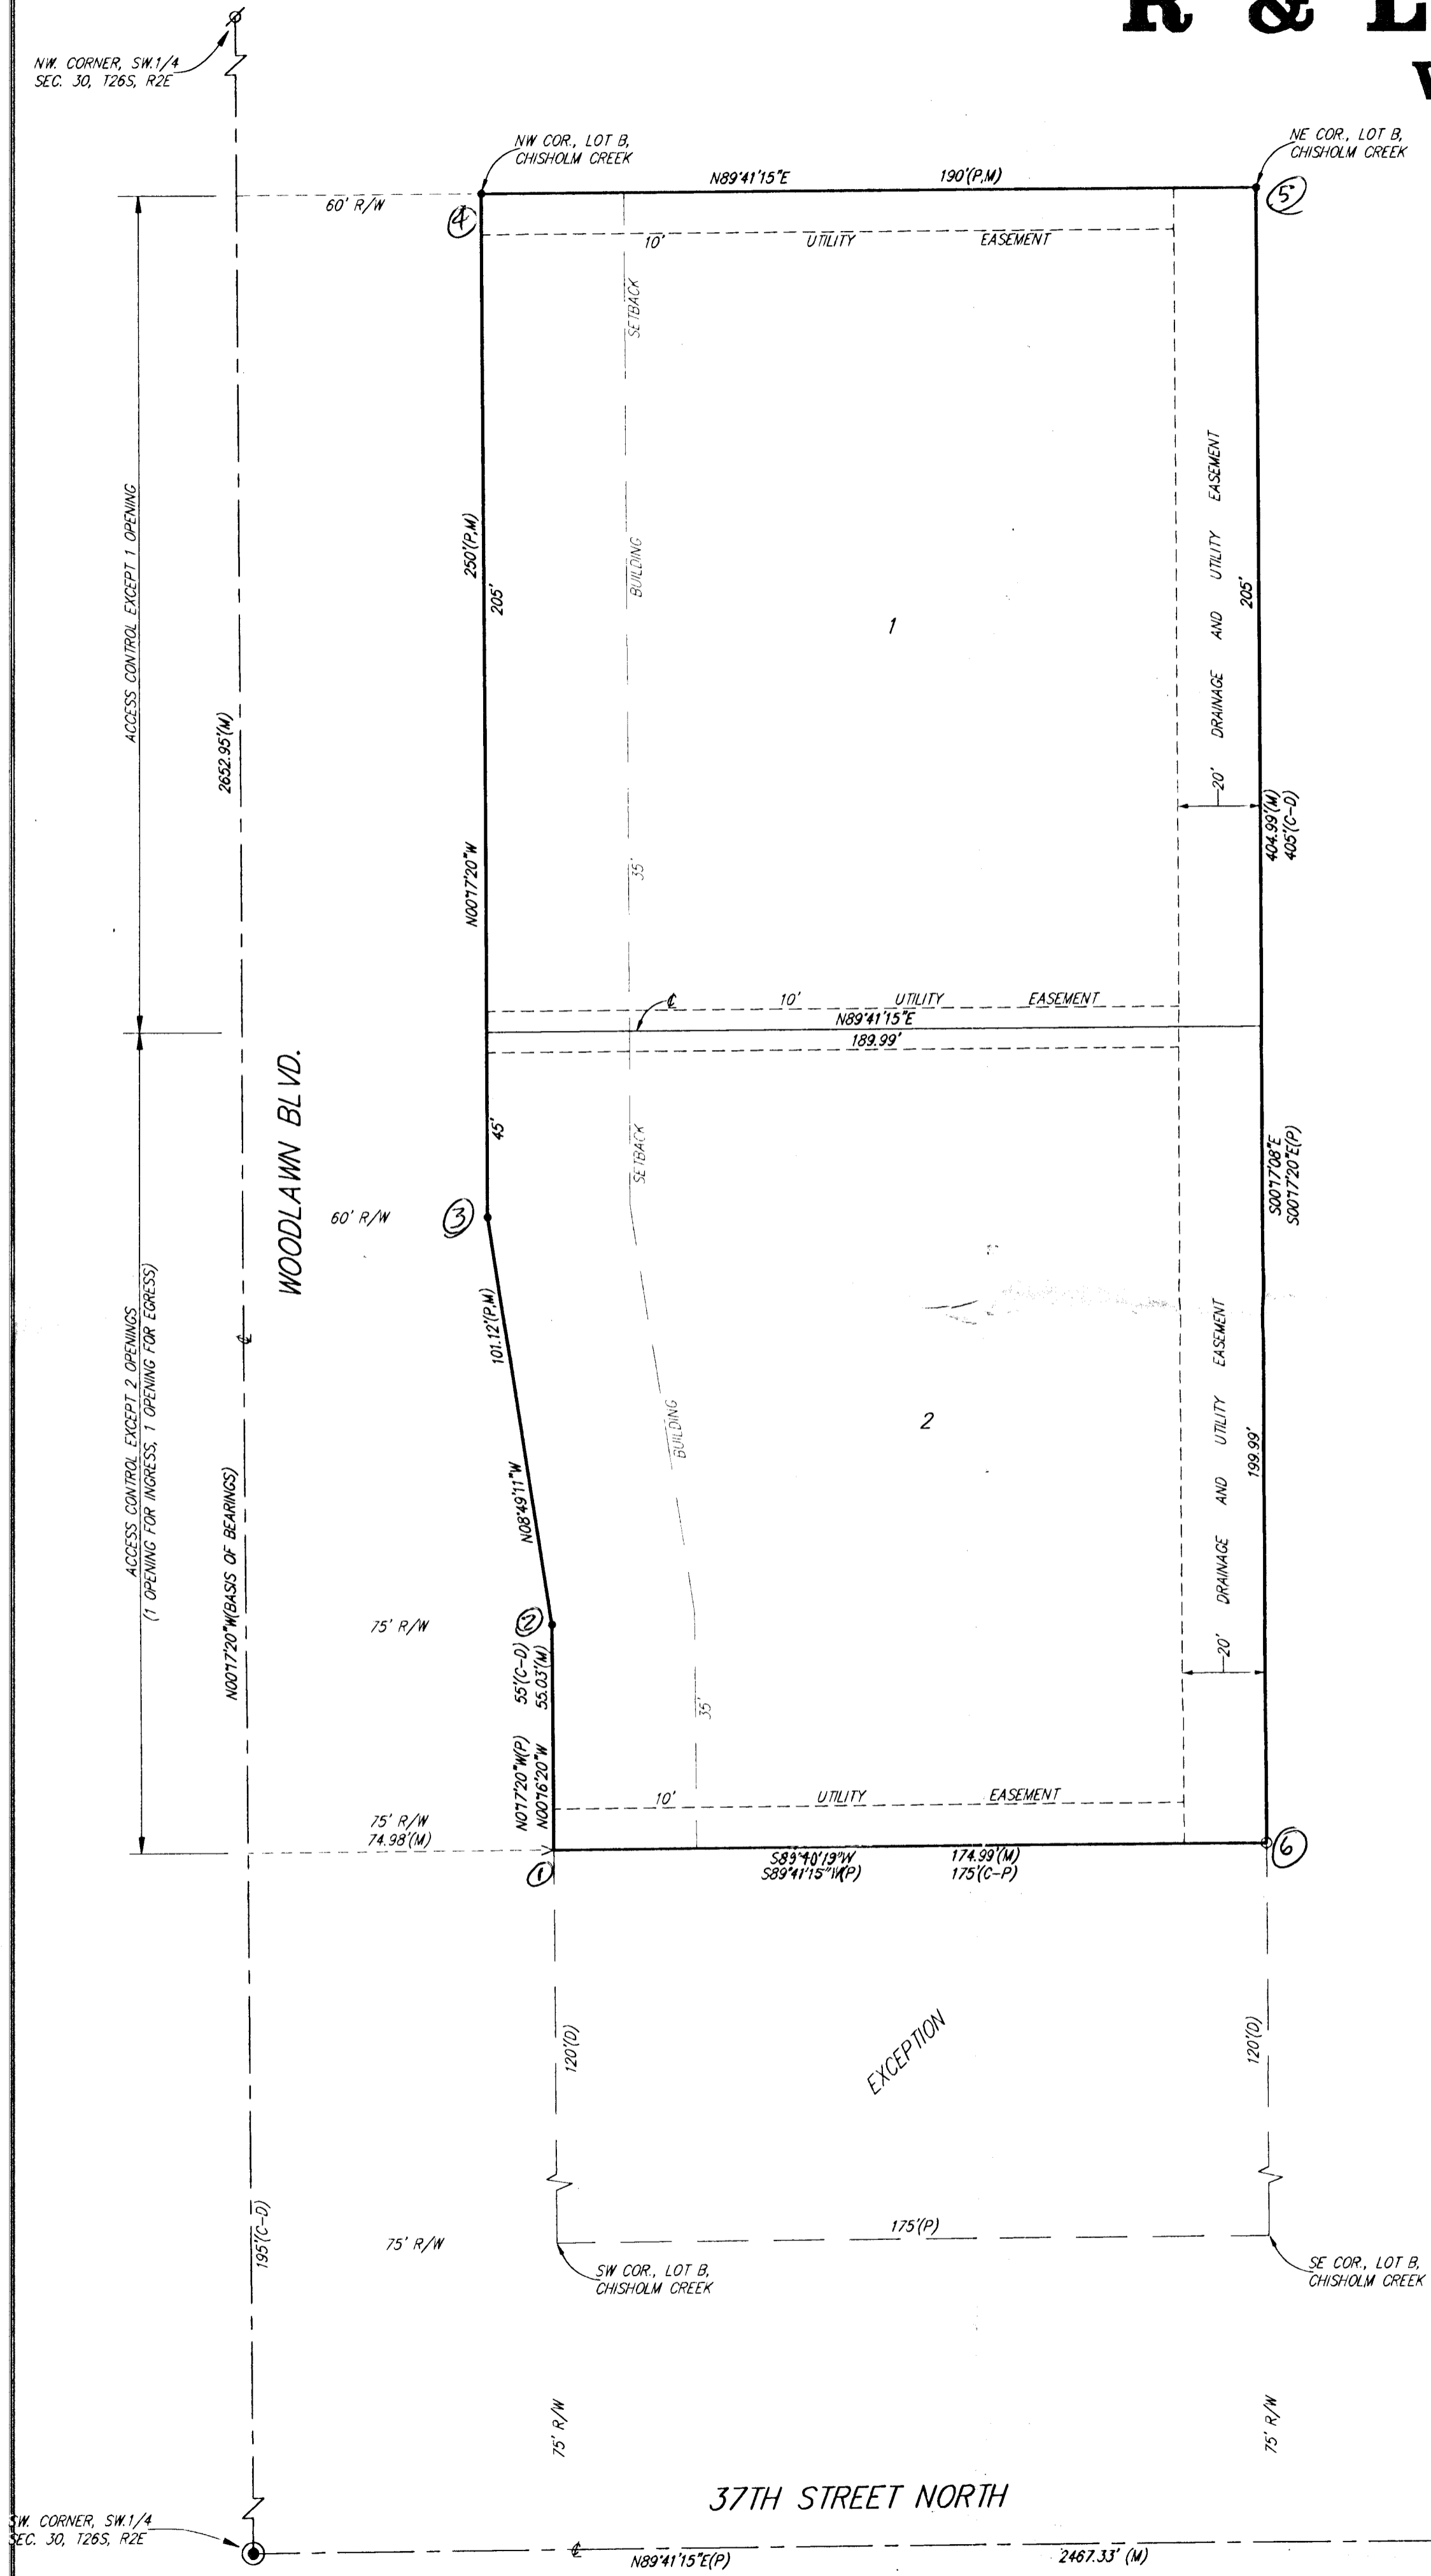 R & L
NW. CORNER, SW.1/4
SEC. 30, T26S, R2E
NW COR., LOT B,
CHISHOLM CREEK
NE COR., LOT B,
CHISHOLM CREEK
N89°41'15"E
190'(P,M)
60' R/W
4
5
10' UTILITY EASEMENT
SETBACK
BUILDING
35'
ACCESS CONTROL EXCEPT 1 OPENING
2652.95'(M)
250'(P,M)
205'
N00°17'20"W
1
20' DRAINAGE AND UTILITY EASEMENT
205'
404.99'(M)
405'(C-D)
10' UTILITY EASEMENT
℄
N89°41'15"E
189.99'
WOODLAWN BLVD.
45'
SETBACK
S00°17'08"E
S00°17'20"E(P)
60' R/W
3
ACCESS CONTROL EXCEPT 2 OPENINGS
(1 OPENING FOR INGRESS, 1 OPENING FOR EGRESS)
℄
N00°17'20"W(BASIS OF BEARINGS)
101.12'(P,M)
N08°49'11"W
BUILDING
2
20' DRAINAGE AND UTILITY EASEMENT
199.99'
75' R/W
2
55'(C-D)
55.03'(M)
N0°17'20"W(P)
N00°16'20"W
35'
10' UTILITY EASEMENT
75' R/W
74.98'(M)
1
S89°40'19"W
174.99'(M)
S89°41'15"W(P)
175'(C-P)
6
120'(D)
EXCEPTION
120'(D)
195'(C-D)
75' R/W
175'(P)
SW COR., LOT B,
CHISHOLM CREEK
SE COR., LOT B,
CHISHOLM CREEK
75' R/W
75' R/W
37TH STREET NORTH
SW. CORNER, SW.1/4
SEC. 30, T26S, R2E
℄
N89°41'15"E(P)
2467.33' (M)